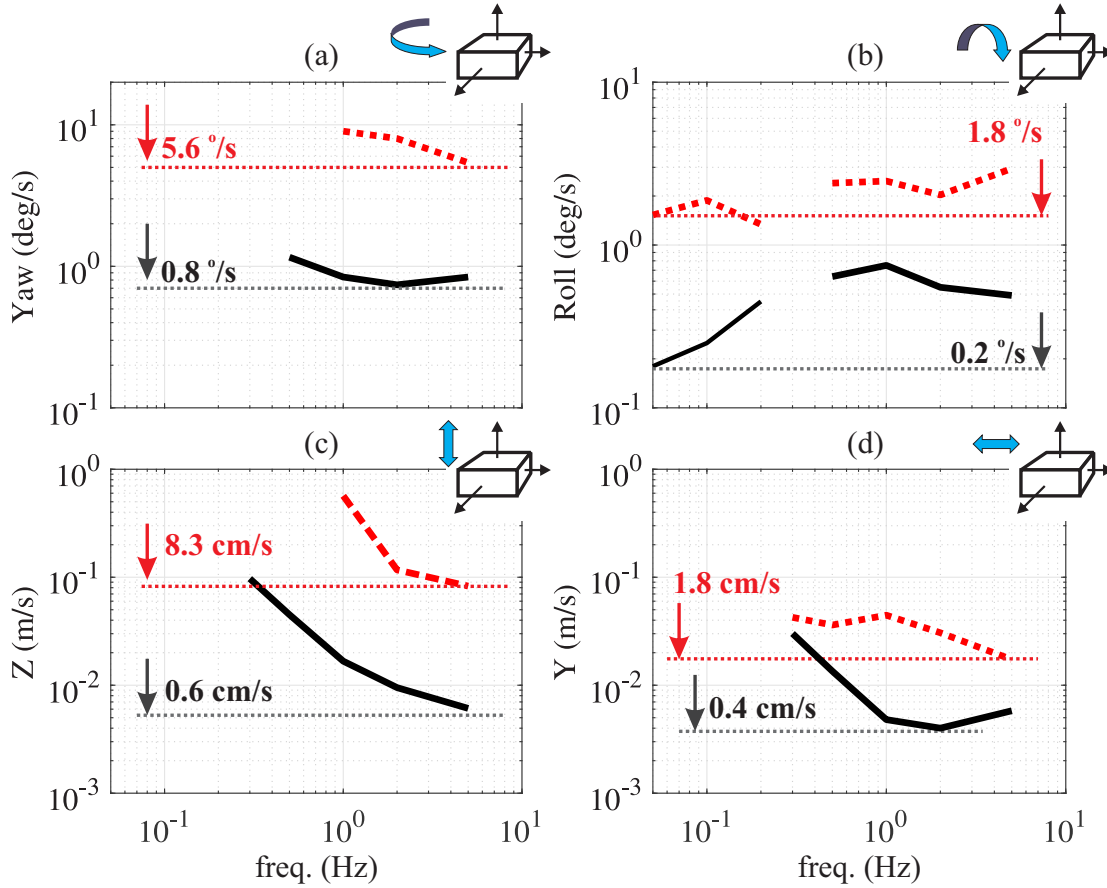 (a)
Yaw (deg/s)
10^1
10^0
10^-1
5.6 °/s
0.8 °/s
(b)
Roll (deg/s)
10^1
10^0
10^-1
1.8 °/s
0.2 °/s
(c)
Z (m/s)
10^0
10^-1
10^-2
10^-3
8.3 cm/s
0.6 cm/s
10^-1
10^0
10^1
freq. (Hz)
(d)
Y (m/s)
10^0
10^-1
10^-2
10^-3
1.8 cm/s
0.4 cm/s
10^-1
10^0
10^1
freq. (Hz)